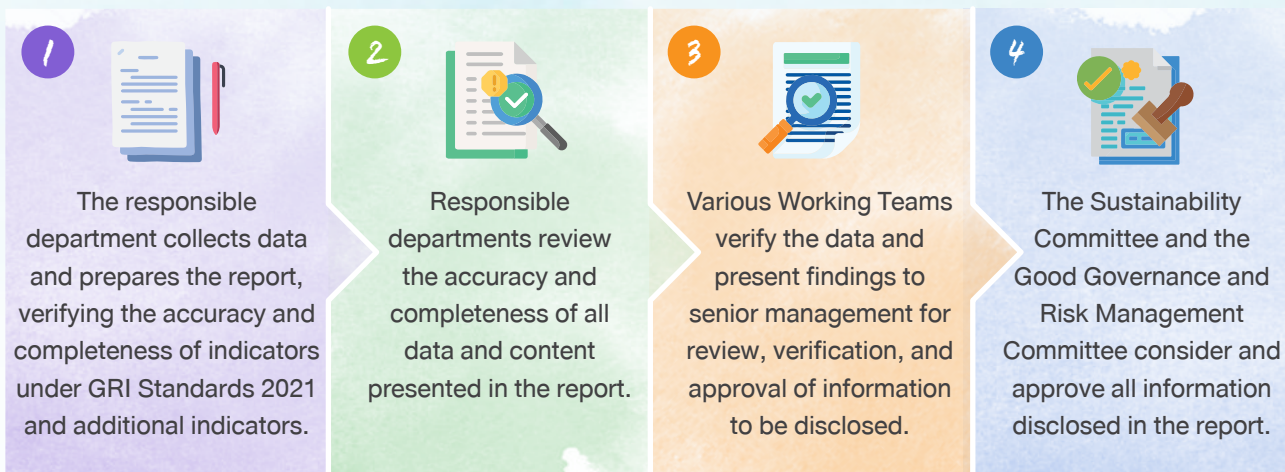 1
The responsible
department collects data
and prepares the report,
verifying the accuracy and
completeness of indicators
under GRI Standards 2021
and additional indicators.
2
Responsible
departments review
the accuracy and
completeness of all
data and content
presented in the report.
3
Various Working Teams
verify the data and
present findings to
senior management for
review, verification, and
approval of information
to be disclosed.
4
The Sustainability
Committee and the
Good Governance and
Risk Management
Committee consider and
approve all information
disclosed in the report.